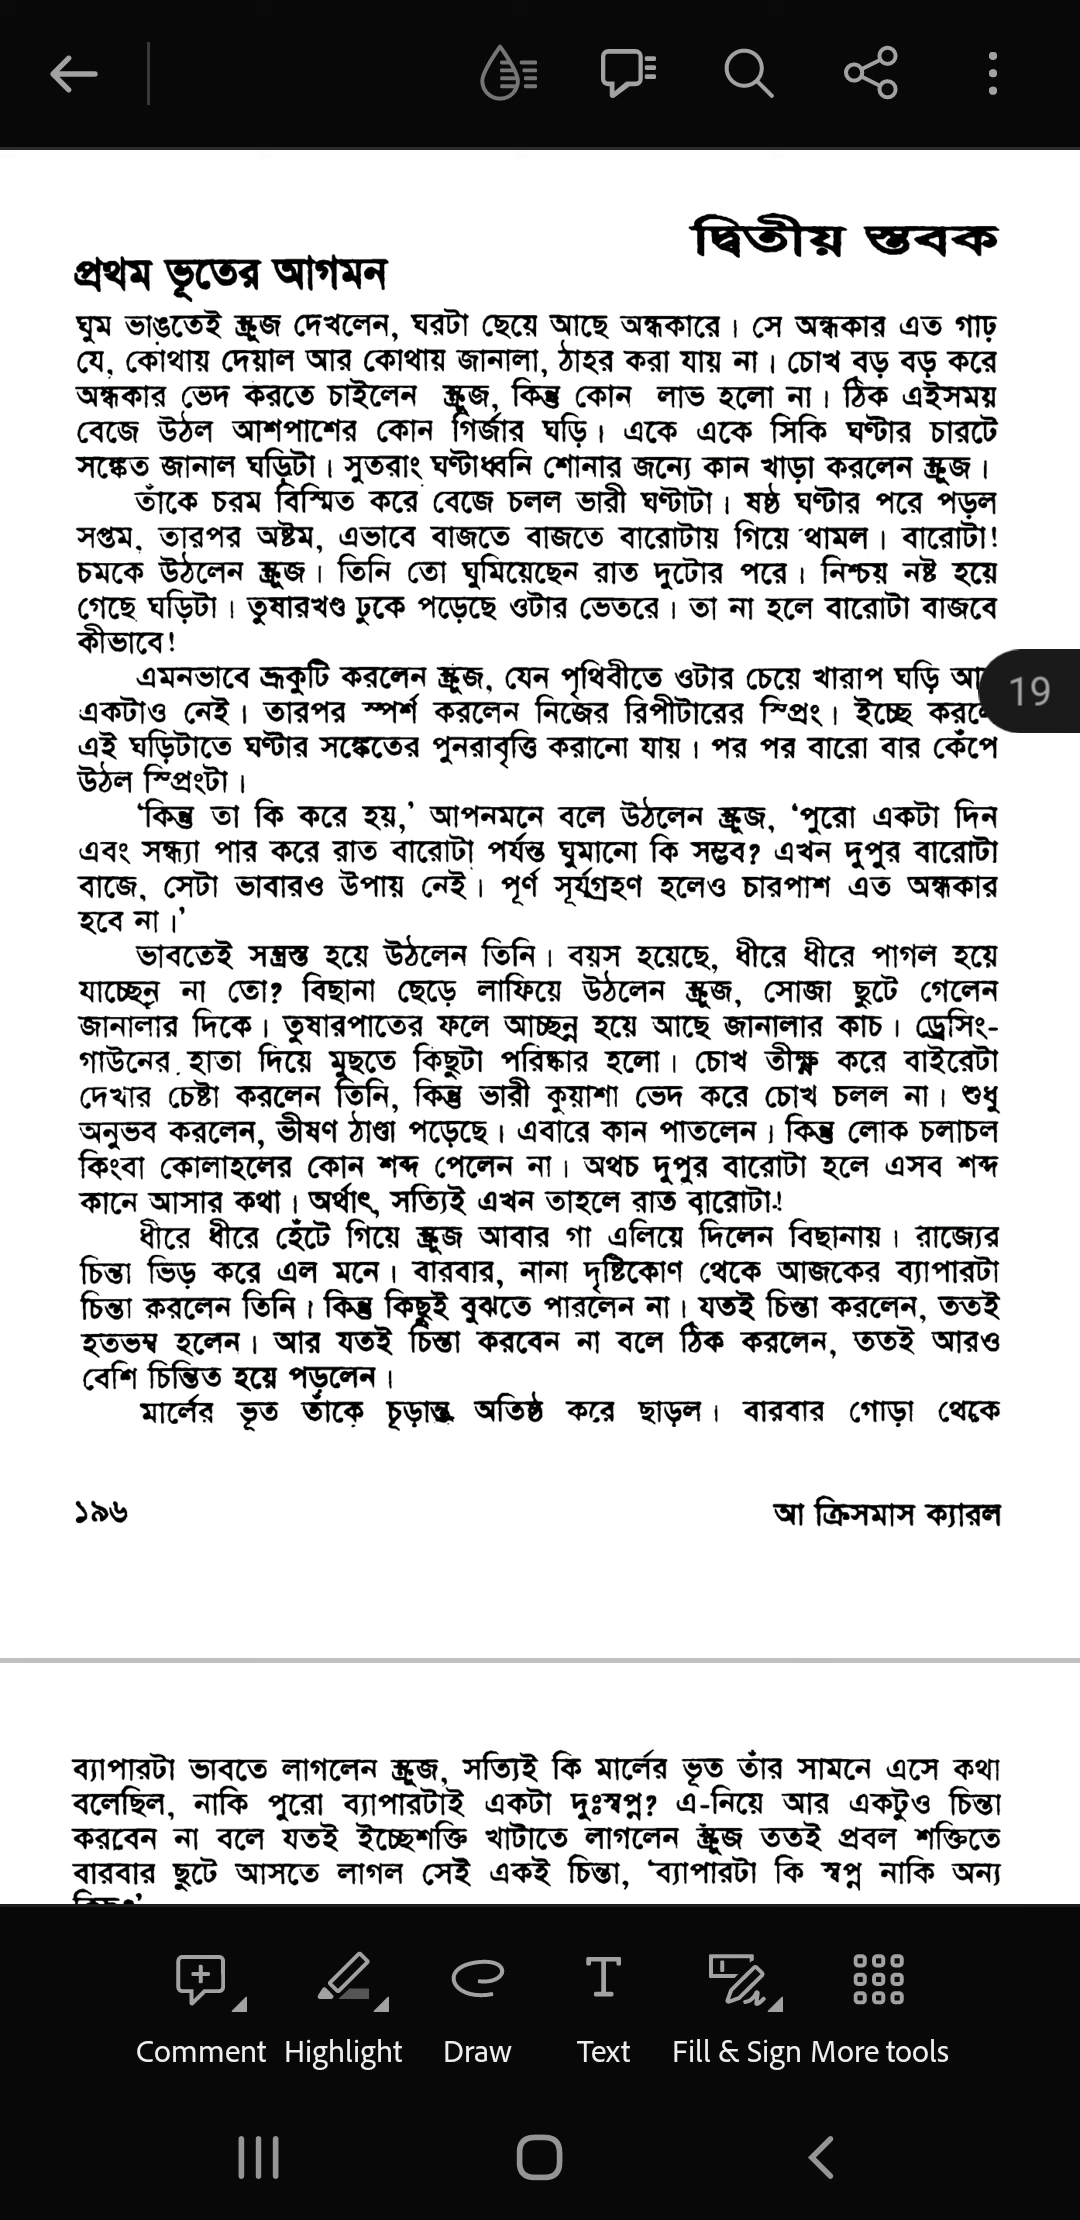 দ্বিতীয় স্তবক
প্রথম ভূতের আগমন
ঘুম ভাঙতেই স্ক্রুজ দেখলেন, ঘরটা ছেয়ে আছে অন্ধকারে। সে অন্ধকার এত গাঢ়
যে, কোথায় দেয়াল আর কোথায় জানালা, ঠাহর করা যায় না। চোখ বড় বড় করে
অন্ধকার ভেদ করতে চাইলেন স্ক্রুজ, কিন্তু কোন লাভ হলো না। ঠিক এইসময়
বেজে উঠল আশপাশের কোন গির্জার ঘড়ি। একে একে সিকি ঘণ্টার চারটে
সঙ্কেত জানাল ঘড়িটা। সুতরাং ঘণ্টাধ্বনি শোনার জন্যে কান খাড়া করলেন স্ক্রুজ।
তাঁকে চরম বিস্মিত করে বেজে চলল ভারী ঘণ্টাটা। ষষ্ঠ ঘণ্টার পরে পড়ল
সপ্তম, তারপর অষ্টম, এভাবে বাজতে বাজতে বারোটায় গিয়ে থামল। বারোটা!
চমকে উঠলেন স্ক্রুজ। তিনি তো ঘুমিয়েছেন রাত দুটোর পরে। নিশ্চয় নষ্ট হয়ে
গেছে ঘড়িটা। তুষারখণ্ড ঢুকে পড়েছে ওটার ভেতরে। তা না হলে বারোটা বাজবে
কীভাবে!
এমনভাবে ভ্রূকুটি করলেন স্ক্রুজ, যেন পৃথিবীতে ওটার চেয়ে খারাপ ঘড়ি
19
একটাও নেই। তারপর স্পর্শ করলেন নিজের রিপীটারের স্প্রিং। ইচ্ছে
এই ঘড়িটাতে ঘণ্টার সঙ্কেতের পুনরাবৃত্তি করানো যায়। পর পর বারো বার কেঁপে
উঠল স্প্রিংটা।
‘কিন্তু তা কি করে হয়,’ আপনমনে বলে উঠলেন স্ক্রুজ, ‘পুরো একটা দিন
এবং সন্ধ্যা পার করে রাত বারোটা পর্যন্ত ঘুমানো কি সম্ভব? এখন দুপুর বারোটা
বাজে, সেটা ভাবারও উপায় নেই। পূর্ণ সূর্যগ্রহণ হলেও চারপাশ এত অন্ধকার
হবে না।’
ভাবতেই সন্ত্রস্ত হয়ে উঠলেন তিনি। বয়স হয়েছে, ধীরে ধীরে পাগল হয়ে
যাচ্ছেন না তো? বিছানা ছেড়ে লাফিয়ে উঠলেন স্ক্রুজ, সোজা ছুটে গেলেন
জানালার দিকে। তুষারপাতের ফলে আচ্ছন্ন হয়ে আছে জানালার কাচ। ড্রেসিং-
গাউনের হাতা দিয়ে মুছতে কিছুটা পরিষ্কার হলো। চোখ তীক্ষ্ণ করে বাইরেটা
দেখার চেষ্টা করলেন তিনি, কিন্তু ভারী কুয়াশা ভেদ করে চোখ চলল না। শুধু
অনুভব করলেন, ভীষণ ঠাণ্ডা পড়েছে। এবারে কান পাতলেন। কিন্তু লোক চলাচল
কিংবা কোলাহলের কোন শব্দ পেলেন না। অথচ দুপুর বারোটা হলে এসব শব্দ
কানে আসার কথা। অর্থাৎ, সত্যিই এখন তাহলে রাত বারোটা!
ধীরে ধীরে হেঁটে গিয়ে স্ক্রুজ আবার গা এলিয়ে দিলেন বিছানায়। রাজ্যের
চিন্তা ভিড় করে এল মনে। বারবার, নানা দৃষ্টিকোণ থেকে আজকের ব্যাপারটা
চিন্তা করলেন তিনি। কিন্তু কিছুই বুঝতে পারলেন না। যতই চিন্তা করলেন, ততই
হতভম্ব হলেন। আর যতই চিন্তা করবেন না বলে ঠিক করলেন, ততই আরও
বেশি চিন্তিত হয়ে পড়লেন।
মার্লের ভূত তাঁকে চূড়ান্ত অতিষ্ঠ করে ছাড়ল। বারবার গোড়া থেকে
১৯৬
আ ক্রিসমাস ক্যারল
ব্যাপারটা ভাবতে লাগলেন স্ক্রুজ, সত্যিই কি মার্লের ভূত তাঁর সামনে এসে কথা
বলেছিল, নাকি পুরো ব্যাপারটাই একটা দুঃস্বপ্ন? এ-নিয়ে আর একটুও চিন্তা
করবেন না বলে যতই ইচ্ছেশক্তি খাটাতে লাগলেন স্ক্রুজ ততই প্রবল শক্তিতে
বারবার ছুটে আসতে লাগল সেই একই চিন্তা, ‘ব্যাপারটা কি স্বপ্ন নাকি অন্য
Comment Highlight Draw Text Fill & Sign More tools